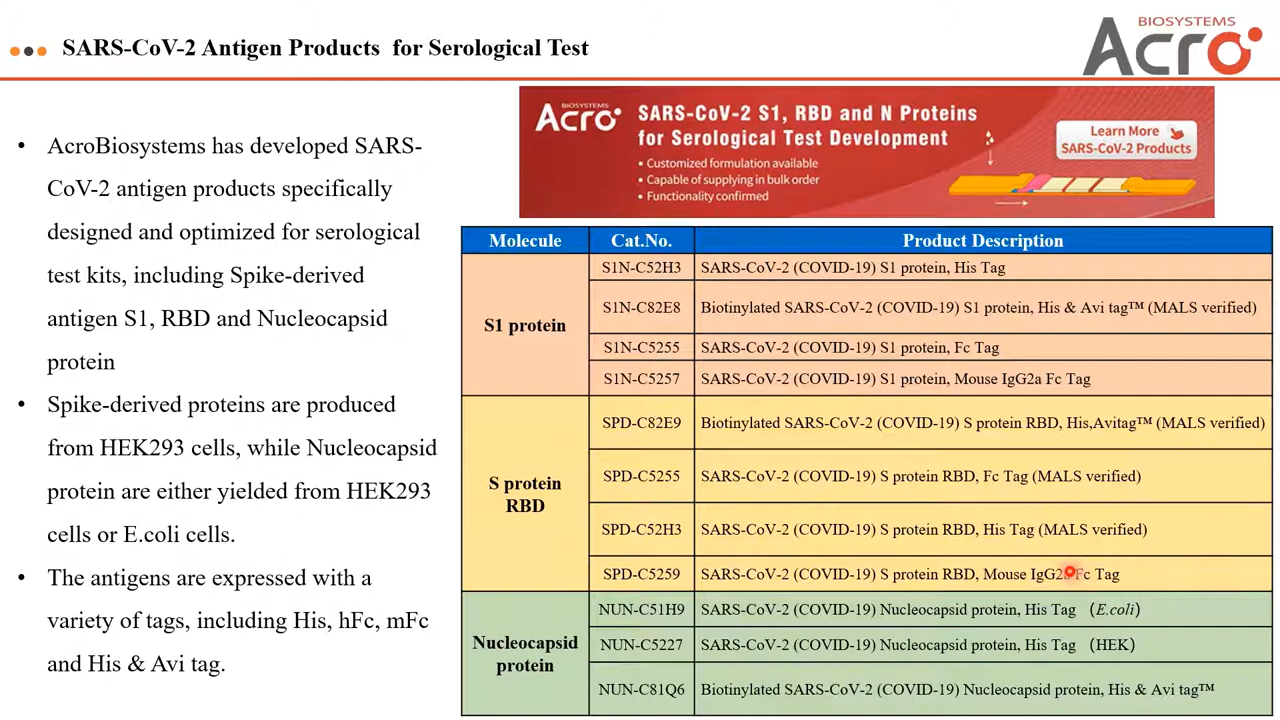 SARS-CoV-2 Antigen Products for Serological Test
BIOSYSTEMS
Acro
• AcroBiosystems has developed SARS-
CoV-2 antigen products specifically
designed and optimized for serological
test kits, including Spike-derived
antigen S1, RBD and Nucleocapsid
protein
• Spike-derived proteins are produced
from HEK293 cells, while Nucleocapsid
protein are either yielded from HEK293
cells or E.coli cells.
• The antigens are expressed with a
variety of tags, including His, hFc, mFc
and His & Avi tag.
BIOSYSTEMS
Acro
SARS-CoV-2 S1, RBD and N Proteins
for Serological Test Development
• Customized formulation available
• Capable of supplying in bulk order
• Functionality confirmed
Learn More
SARS-CoV-2 Products
Molecule Cat.No. Product Description
S1 protein
S1N-C52H3 SARS-CoV-2 (COVID-19) S1 protein, His Tag
S1N-C82E8 Biotinylated SARS-CoV-2 (COVID-19) S1 protein, His & Avi tag™ (MALS verified)
S1N-C5255 SARS-CoV-2 (COVID-19) S1 protein, Fc Tag
S1N-C5257 SARS-CoV-2 (COVID-19) S1 protein, Mouse IgG2a Fc Tag
S protein
RBD
SPD-C82E9 Biotinylated SARS-CoV-2 (COVID-19) S protein RBD, His,Avitag™ (MALS verified)
SPD-C5255 SARS-CoV-2 (COVID-19) S protein RBD, Fc Tag (MALS verified)
SPD-C52H3 SARS-CoV-2 (COVID-19) S protein RBD, His Tag (MALS verified)
SPD-C5259 SARS-CoV-2 (COVID-19) S protein RBD, Mouse IgG2a Fc Tag
Nucleocapsid
protein
NUN-C51H9 SARS-CoV-2 (COVID-19) Nucleocapsid protein, His Tag （E.coli）
NUN-C5227 SARS-CoV-2 (COVID-19) Nucleocapsid protein, His Tag （HEK）
NUN-C81Q6 Biotinylated SARS-CoV-2 (COVID-19) Nucleocapsid protein, His & Avi tag™